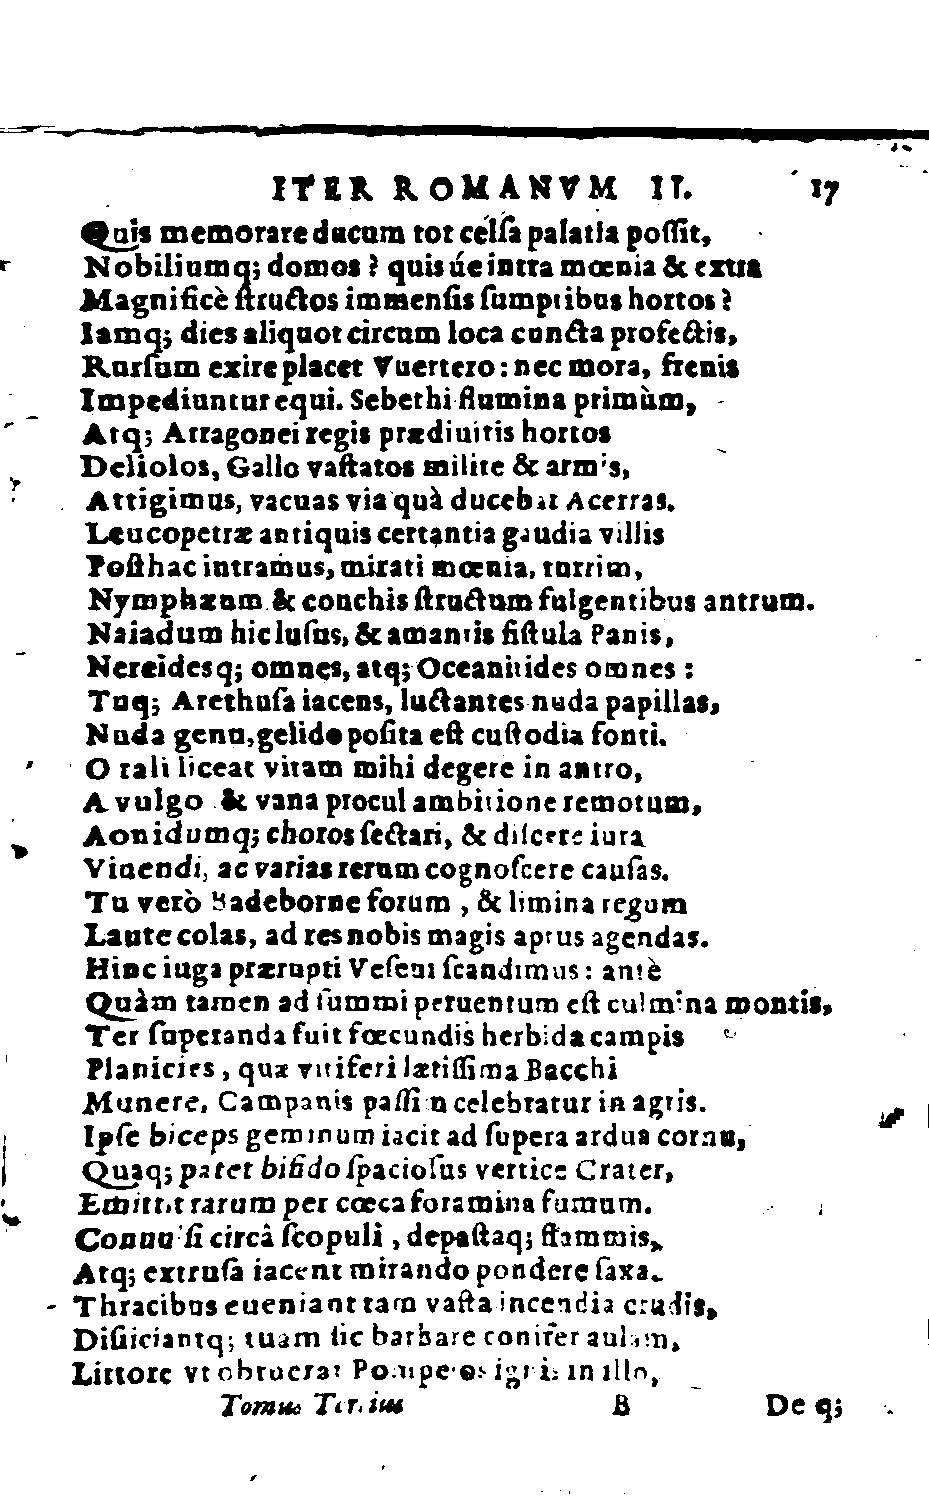 ITER ROMANVM II. 17
Quis memorare ducum tot célſa palatia poſſit,
Nobiliumq; domos ? quis úe intra mœnia & extra
Magnificè ſtructos immenſis ſumptibus hortos ?
Iamq; dies aliquot circum loca cuncta profectis,
Rurſum exire placet Vuertero : nec mora, frenis
Impediuntur equi. Sebethi flumina primùm,
Atq; Arragonei regis prædiuitis hortos
Deliolos, Gallo vaſtatos milite & armis,
Attigimus, vacuas via quà ducebat Acerras.
Leucopetræ antiquis certantia gaudia villis
Poſthac intramus, mirati mœnia, turrim,
Nymphæum & conchis ſtructum fulgentibus antrum.
Naiadum hic luſus, & amantis fiſtula Panis,
Nereidesq; omnes, atq; Oceanitides omnes :
Tuq; Arethuſa iacens, luctantes nuda papillas,
Nuda genu, gelido poſita eſt cuſtodia fonti.
O tali liceat vitam mihi degere in antro,
A vulgo & vana procul ambitione remotum,
Aonidumq; choros ſectari, & diſcere iura
Viuendi, ac varias rerum cognoſcere cauſas.
Tu verò Badeborne forum , & limina regum
Laute colas, ad res nobis magis aptus agendas.
Hinc iuga prærupti Veſeui ſcandimus : antè
Quàm tamen ad ſummi peruentum eſt culmina montis,
Ter ſuperanda fuit fœcundis herbida campis
Planicies , quæ vitiferi lætiſſima Bacchi
Munere, Campanis paſſim celebratur in agris.
Ipſe biceps geminum iacit ad ſupera ardua cornu,
Quaq; patet bifido ſpacioſus vertice Crater,
Emittit rarum per cœca foramina fumum.
Conuulſi circà ſcopuli , depaſtaq; flammis,
Atq; extruſa iacent mirando pondere ſaxa.
Thracibus eueniant tam vaſta incendia crudis,
Diſiiciantq; tuam ſic barbare conifer aulam,
Littore vt obruerat Pompeios ignis in illo,
Tomus Tertius B De q;